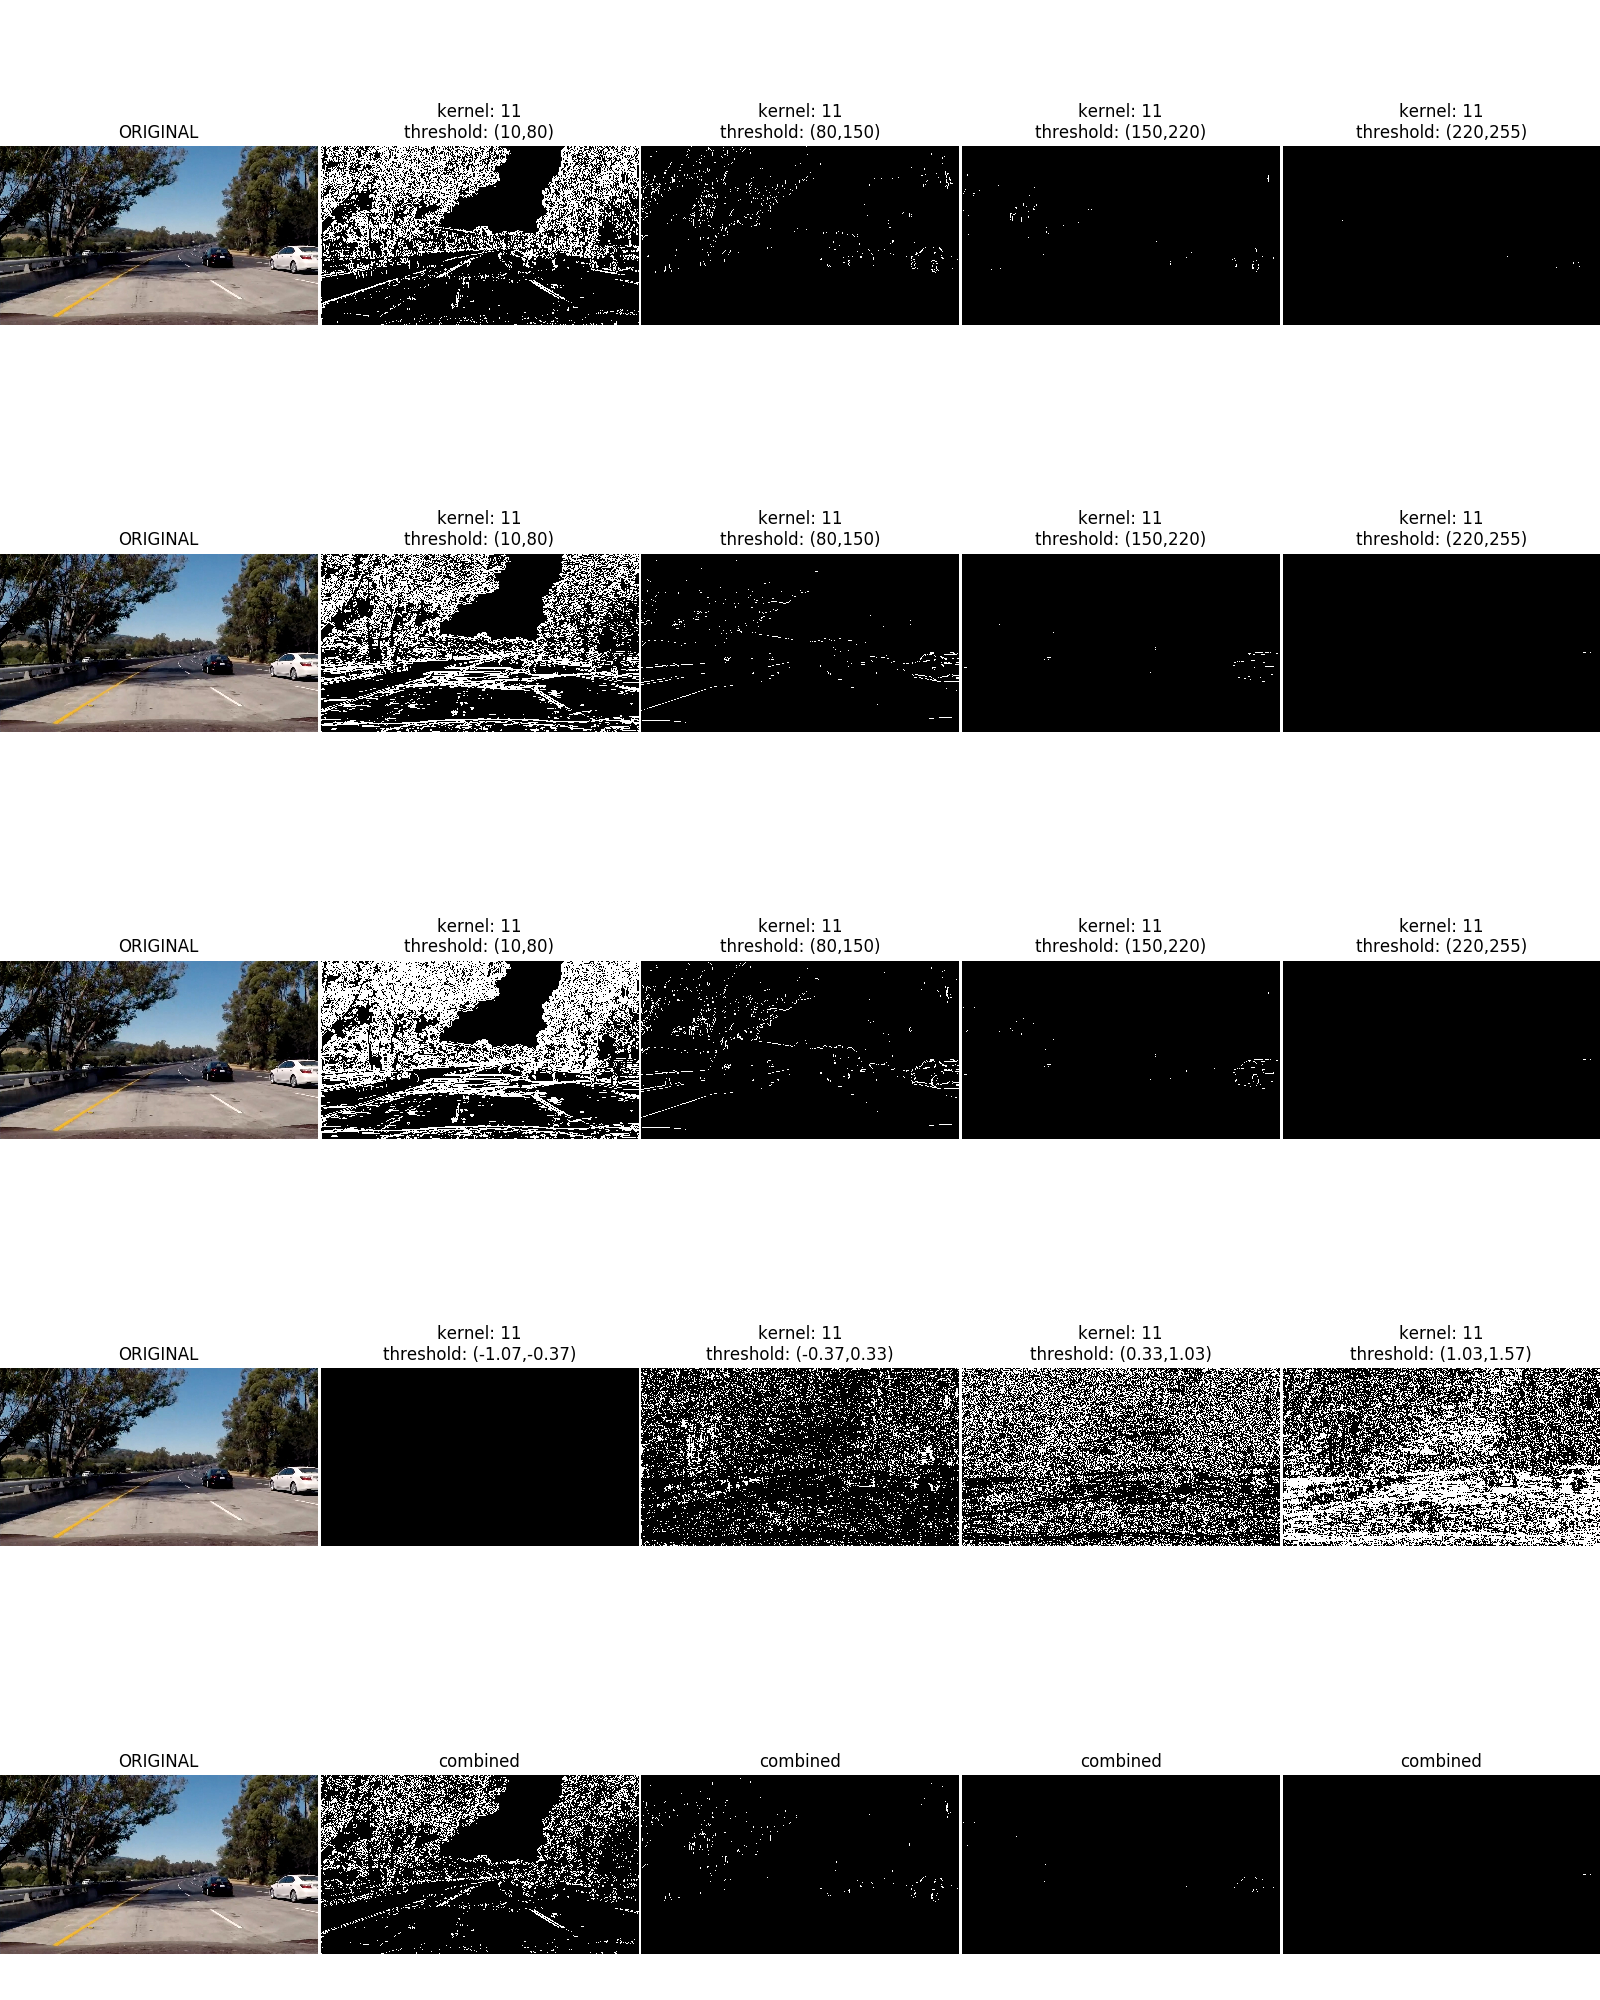 ORIGINAL
kernel: 11
threshold: (10,80)
kernel: 11
threshold: (80,150)
kernel: 11
threshold: (150,220)
kernel: 11
threshold: (220,255)
ORIGINAL
kernel: 11
threshold: (10,80)
kernel: 11
threshold: (80,150)
kernel: 11
threshold: (150,220)
kernel: 11
threshold: (220,255)
ORIGINAL
kernel: 11
threshold: (10,80)
kernel: 11
threshold: (80,150)
kernel: 11
threshold: (150,220)
kernel: 11
threshold: (220,255)
ORIGINAL
kernel: 11
threshold: (-1.07,-0.37)
kernel: 11
threshold: (-0.37,0.33)
kernel: 11
threshold: (0.33,1.03)
kernel: 11
threshold: (1.03,1.57)
ORIGINAL
combined
combined
combined
combined